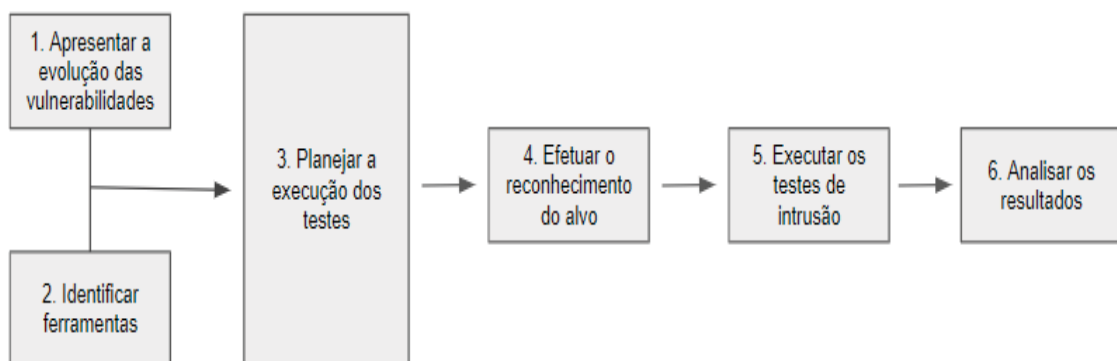 1. Apresentar a
evolução das
vulnerabilidades
2. Identificar
ferramentas
3. Planejar a
execução dos
testes
4. Efetuar o
reconhecimento
do alvo
5. Executar os
testes de
intrusão
6. Analisar os
resultados